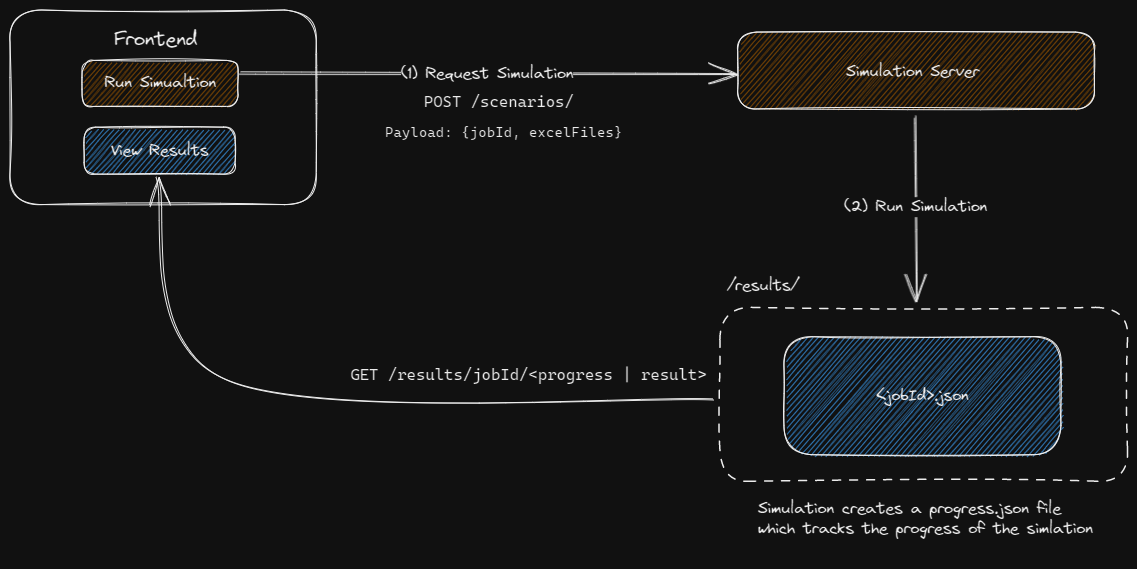 Frontend
Run Simualtion
(1) Request Simulation
Simulation Server
POST /scenarios/
Payload: {jobId, excelFiles}
View Results
(2) Run Simulation
/results/
GET /results/jobId/<progress | result>
<jobId>.json
Simulation creates a progress.json file
which tracks the progress of the simlation